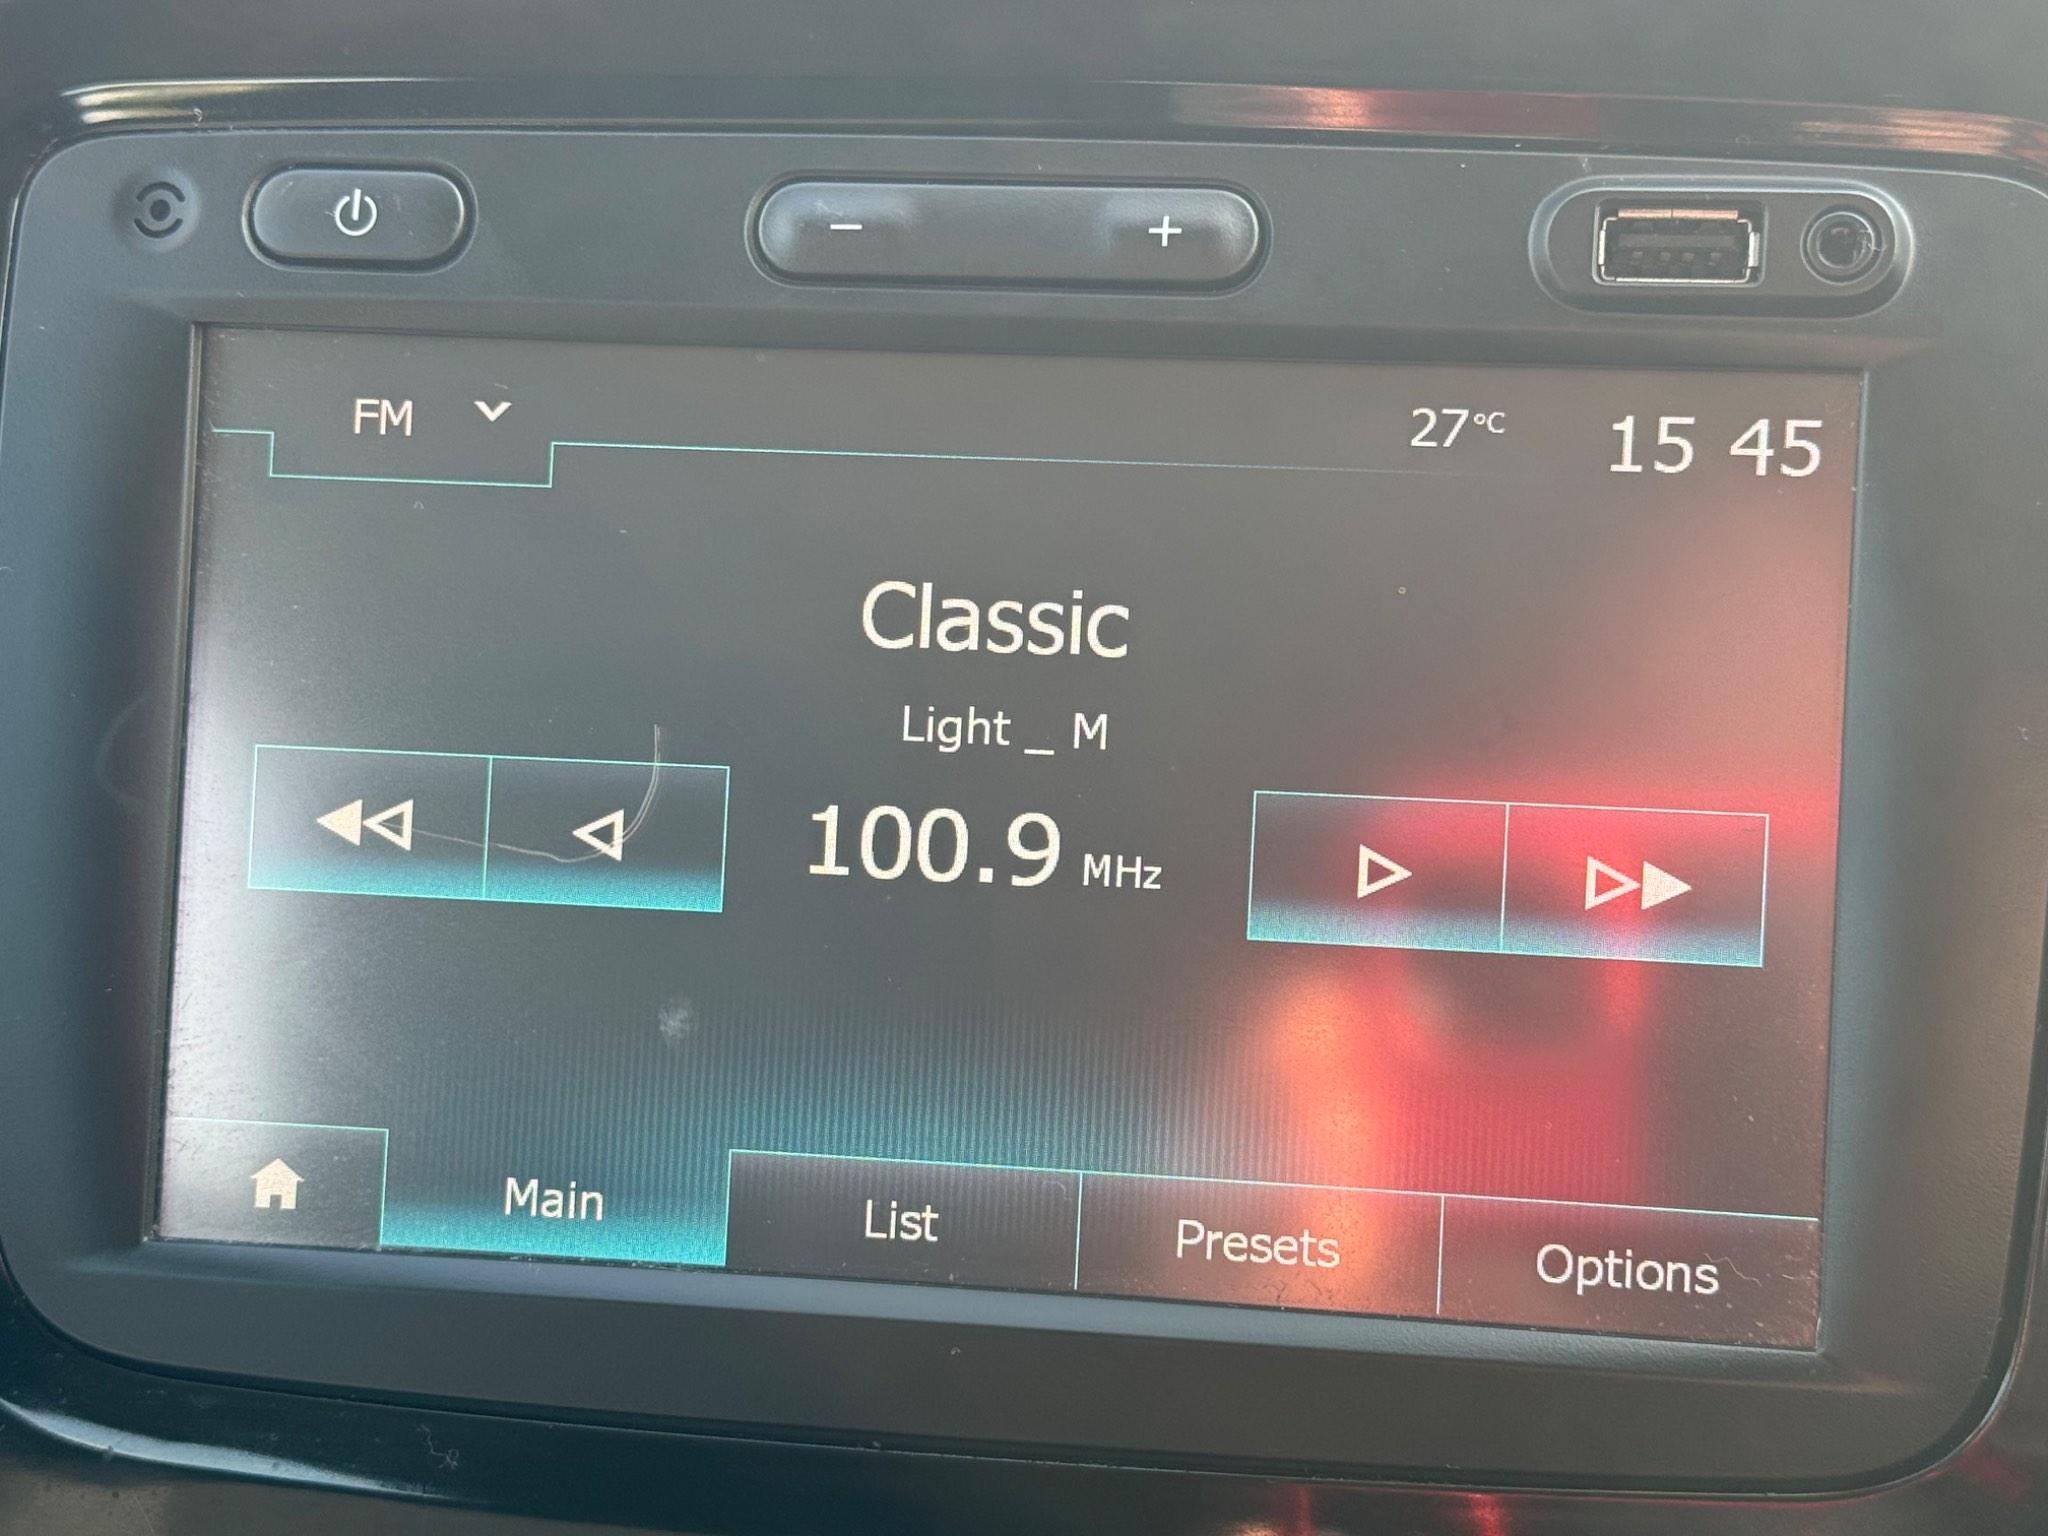 FM
27°C
15 45
Classic
Light _ M
100.9 MHz
Main
List
Presets
Options